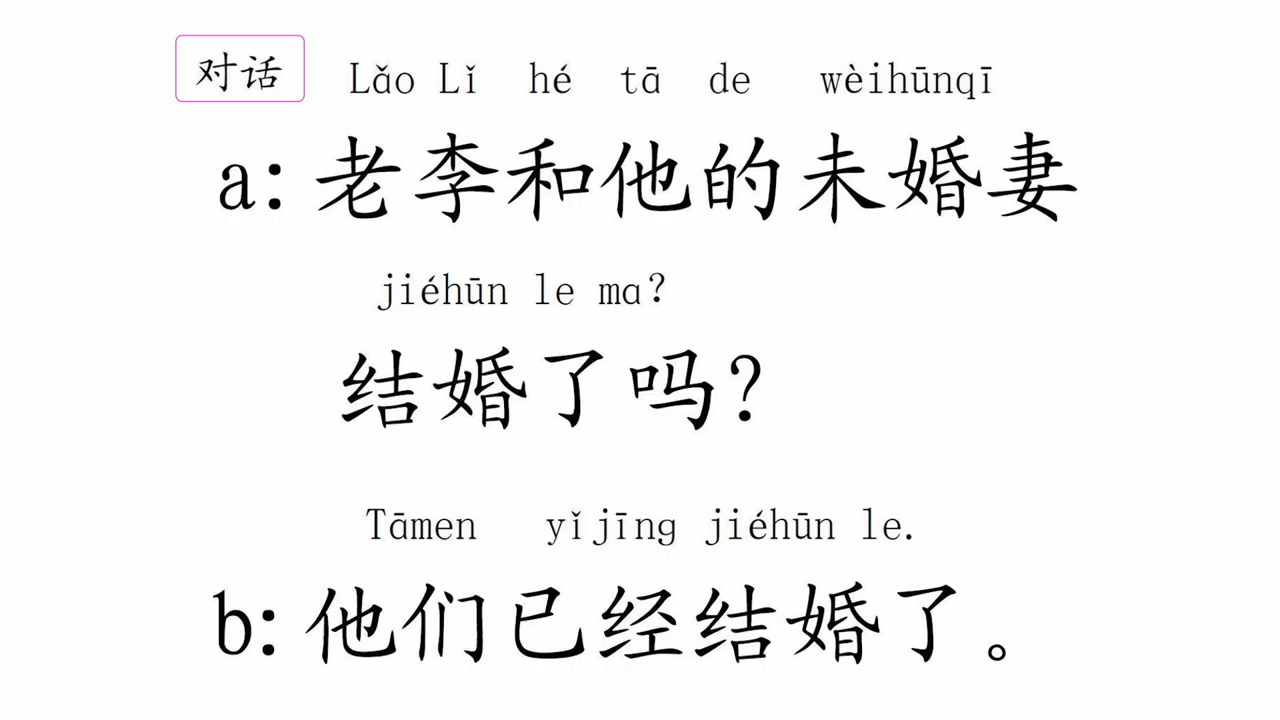 对话
Lǎo Lǐ hé tā de wèihūnqī
a: 老李和他的未婚妻
jiéhūn le ma?
结婚了吗?
Tāmen yǐjīng jiéhūn le.
b: 他们已经结婚了。